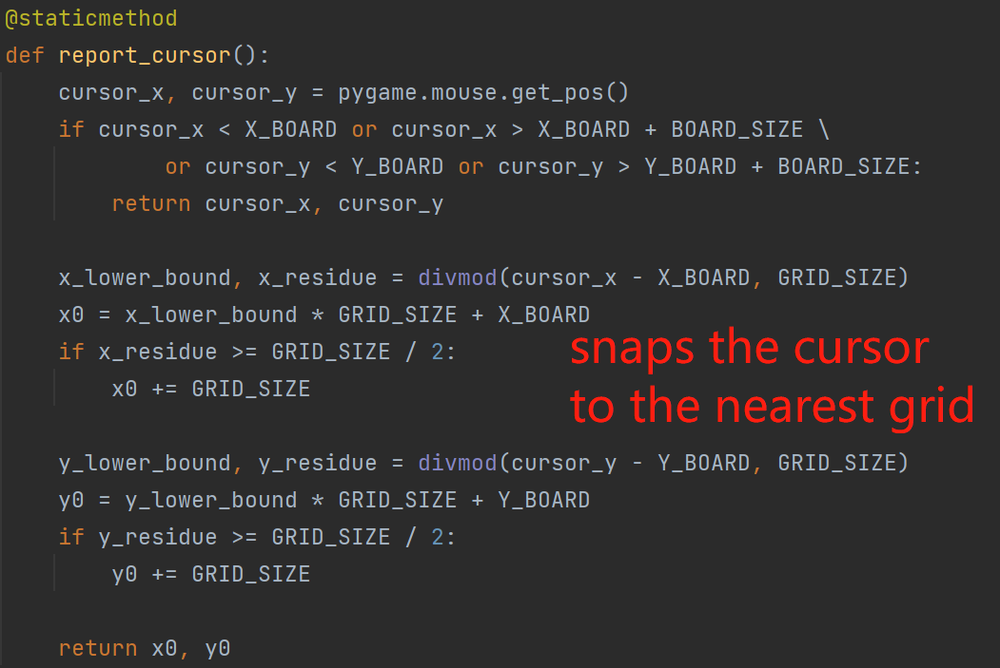 @staticmethod
def report_cursor():
    cursor_x, cursor_y = pygame.mouse.get_pos()
    if cursor_x < X_BOARD or cursor_x > X_BOARD + BOARD_SIZE \
            or cursor_y < Y_BOARD or cursor_y > Y_BOARD + BOARD_SIZE:
        return cursor_x, cursor_y
    x_lower_bound, x_residue = divmod(cursor_x - X_BOARD, GRID_SIZE)
    x0 = x_lower_bound * GRID_SIZE + X_BOARD
    if x_residue >= GRID_SIZE / 2:
        x0 += GRID_SIZE
snaps the cursor
to the nearest grid
    y_lower_bound, y_residue = divmod(cursor_y - Y_BOARD, GRID_SIZE)
    y0 = y_lower_bound * GRID_SIZE + Y_BOARD
    if y_residue >= GRID_SIZE / 2:
        y0 += GRID_SIZE
    return x0, y0